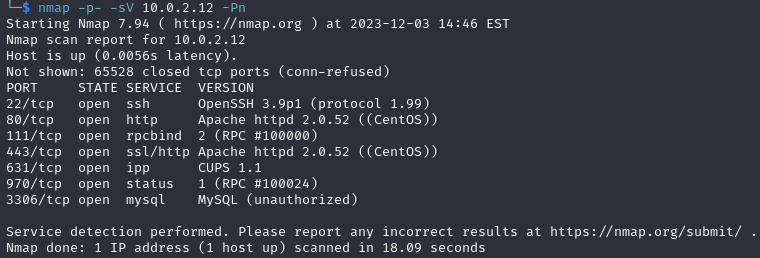 └─$ nmap -p- -sV 10.0.2.12 -Pn
Starting Nmap 7.94 ( https://nmap.org ) at 2023-12-03 14:46 EST
Nmap scan report for 10.0.2.12
Host is up (0.0056s latency).
Not shown: 65528 closed tcp ports (conn-refused)
PORT     STATE SERVICE  VERSION
22/tcp   open  ssh      OpenSSH 3.9p1 (protocol 1.99)
80/tcp   open  http     Apache httpd 2.0.52 ((CentOS))
111/tcp  open  rpcbind  2 (RPC #100000)
443/tcp  open  ssl/http Apache httpd 2.0.52 ((CentOS))
631/tcp  open  ipp      CUPS 1.1
970/tcp  open  status   1 (RPC #100024)
3306/tcp open  mysql    MySQL (unauthorized)

Service detection performed. Please report any incorrect results at https://nmap.org/submit/ .
Nmap done: 1 IP address (1 host up) scanned in 18.09 seconds